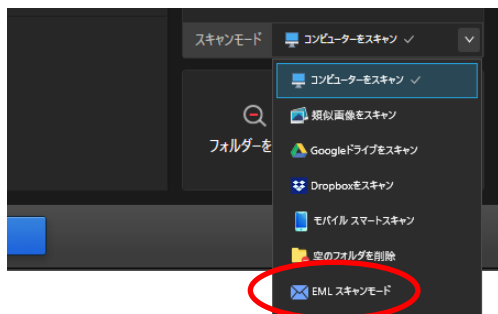 スキャンモード
コンピューターをスキャン
コンピューターをスキャン
類似画像をスキャン
フォルダーを
Googleドライブをスキャン
Dropboxをスキャン
モバイル スマートスキャン
空のフォルダを削除
EML スキャンモード